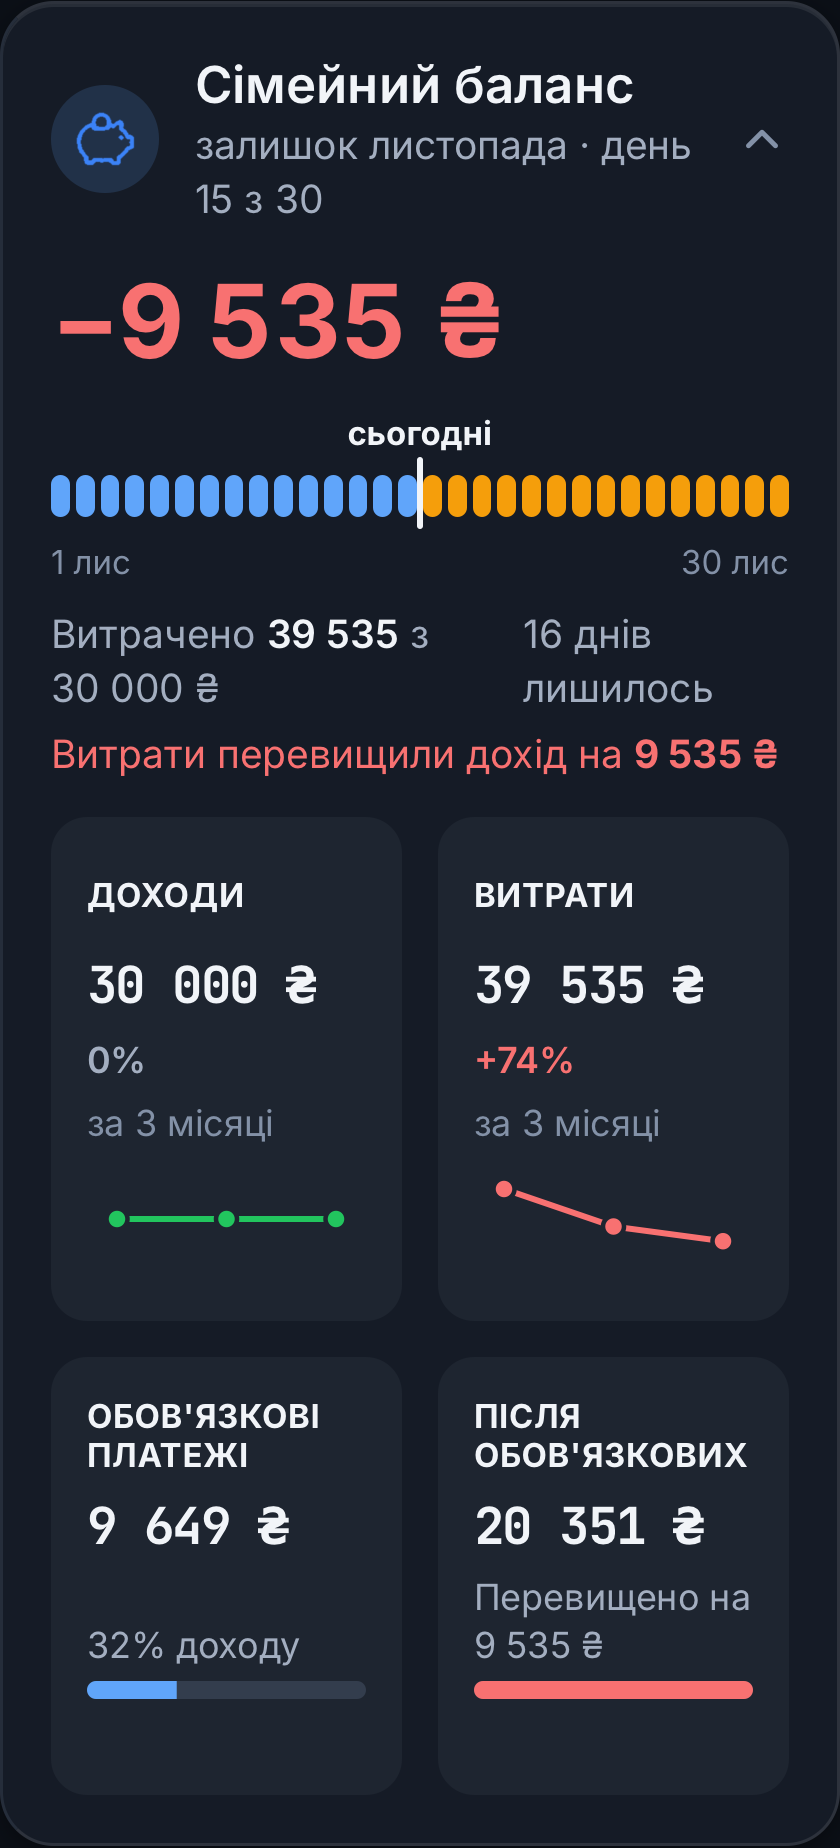 Сімейний баланс
залишок листопада · день
15 з 30
−9 535 ₴
сьогодні
1 лис
30 лис
Витрачено 39 535 з
30 000 ₴
16 днів
лишилось
Витрати перевищили дохід на 9 535 ₴
ДОХОДИ
30 000 ₴
0%
за 3 місяці
ВИТРАТИ
39 535 ₴
+74%
за 3 місяці
ОБОВ'ЯЗКОВІ
ПЛАТЕЖІ
9 649 ₴
32% доходу
ПІСЛЯ
ОБОВ'ЯЗКОВИХ
20 351 ₴
Перевищено на
9 535 ₴